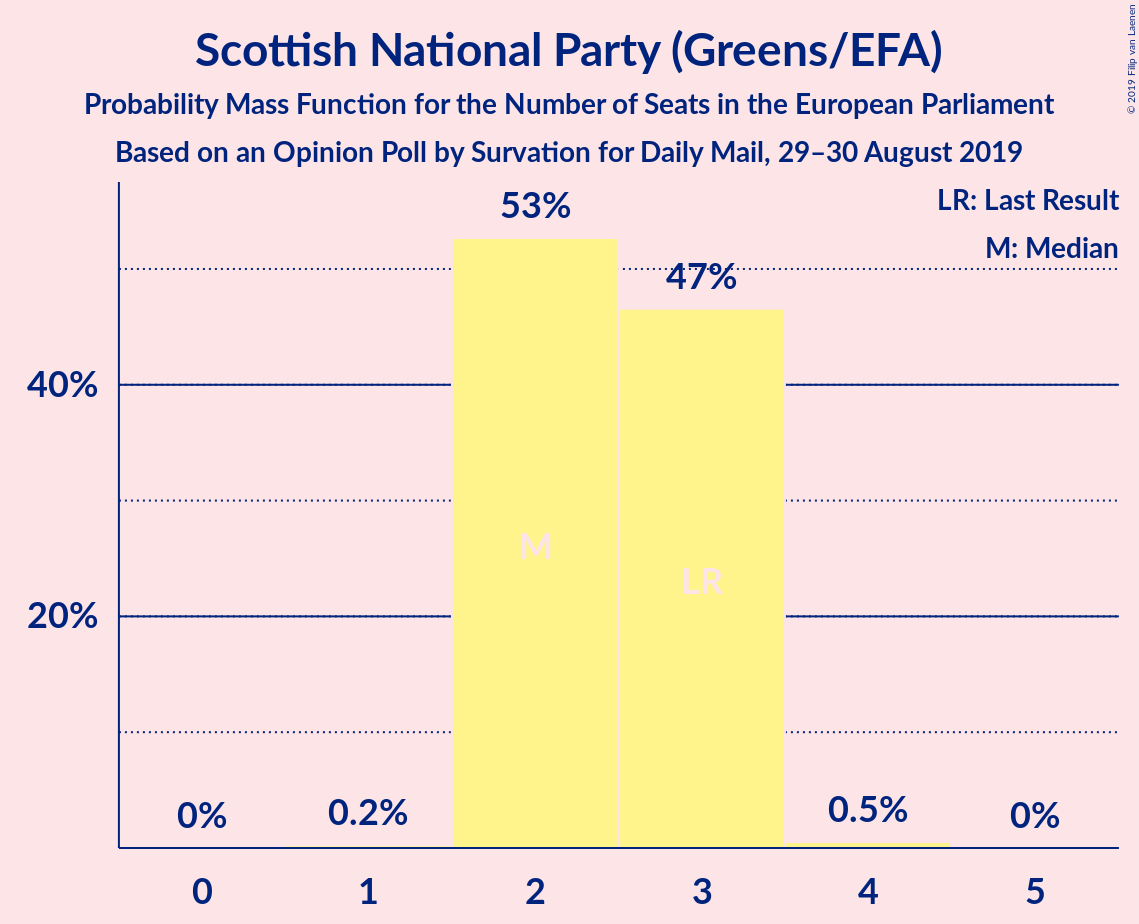 Scottish National Party (Greens/EFA)
Probability Mass Function for the Number of Seats in the European Parliament
Based on an Opinion Poll by Survation for Daily Mail, 29–30 August 2019
© 2019 Filip van Laenen
LR: Last Result
M: Median
53%
47%
40%
20%
M
LR
0%
0.2%
0.5%
0%
0
1
2
3
4
5